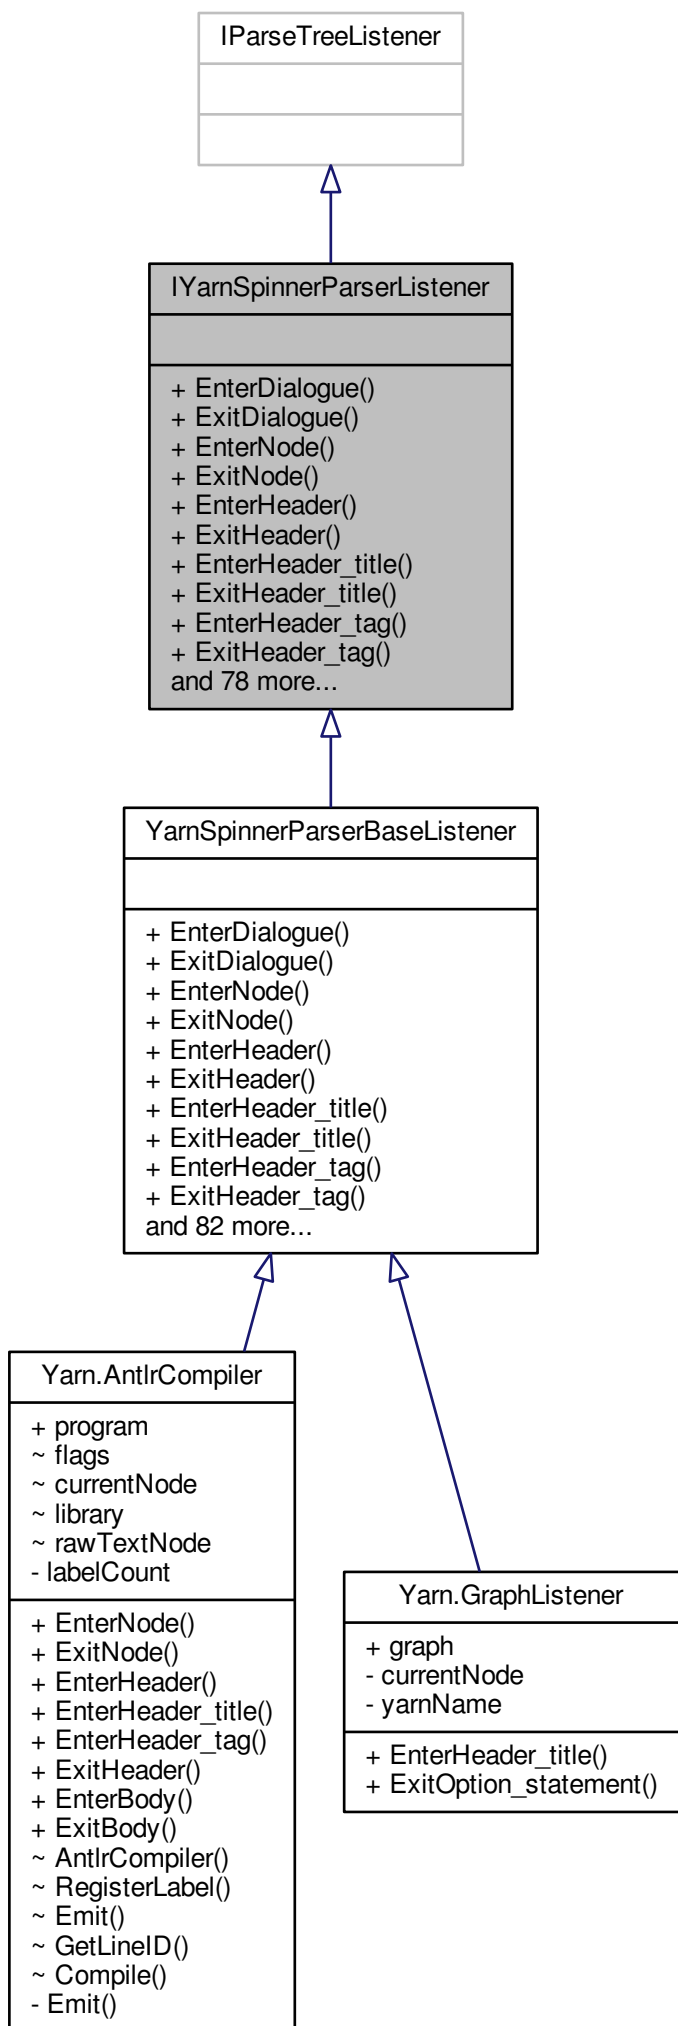 IParseTreeListener
IYarnSpinnerParserListener
+ EnterDialogue()
+ ExitDialogue()
+ EnterNode()
+ ExitNode()
+ EnterHeader()
+ ExitHeader()
+ EnterHeader_title()
+ ExitHeader_title()
+ EnterHeader_tag()
+ ExitHeader_tag()
and 78 more...
YarnSpinnerParserBaseListener
+ EnterDialogue()
+ ExitDialogue()
+ EnterNode()
+ ExitNode()
+ EnterHeader()
+ ExitHeader()
+ EnterHeader_title()
+ ExitHeader_title()
+ EnterHeader_tag()
+ ExitHeader_tag()
and 82 more...
Yarn.AntlrCompiler
+ program
~ flags
~ currentNode
~ library
~ rawTextNode
- labelCount
+ EnterNode()
+ ExitNode()
+ EnterHeader()
+ EnterHeader_title()
+ EnterHeader_tag()
+ ExitHeader()
+ EnterBody()
+ ExitBody()
~ AntlrCompiler()
~ RegisterLabel()
~ Emit()
~ GetLineID()
~ Compile()
- Emit()
Yarn.GraphListener
+ graph
- currentNode
- yarnName
+ EnterHeader_title()
+ ExitOption_statement()